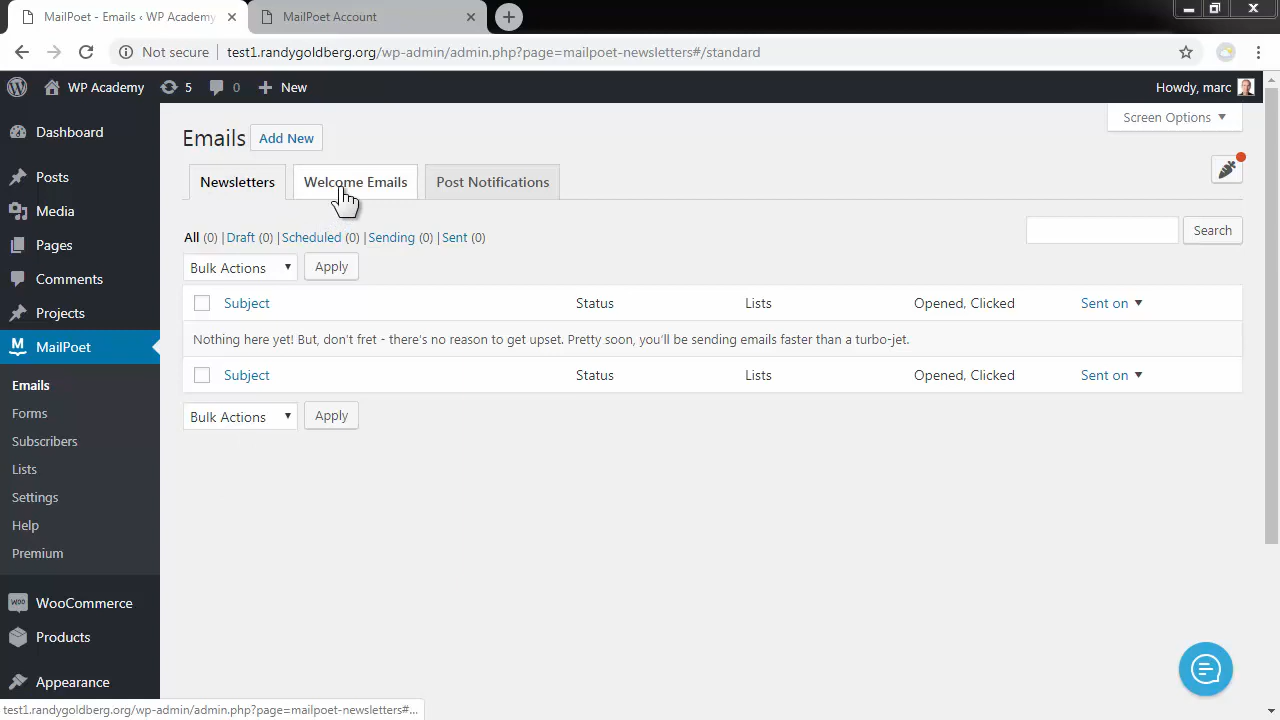 MailPoet - Emails ‹ WP Academy
MailPoet Account
Not secure
test1.randygoldberg.org/wp-admin/admin.php?page=mailpoet-newsletters#/standard
WP Academy
5
0
New
Howdy, marc
Dashboard
Posts
Media
Pages
Comments
Projects
MailPoet
Emails
Forms
Subscribers
Lists
Settings
Help
Premium
WooCommerce
Products
Appearance
Screen Options
Emails Add New
Newsletters Welcome Emails Post Notifications
All (0) | Draft (0) | Scheduled (0) | Sending (0) | Sent (0)
Search
Bulk Actions Apply
Subject Status Lists Opened, Clicked Sent on
Nothing here yet! But, don't fret - there's no reason to get upset. Pretty soon, you'll be sending emails faster than a turbo-jet.
Subject Status Lists Opened, Clicked Sent on
Bulk Actions Apply
test1.randygoldberg.org/wp-admin/admin.php?page=mailpoet-newsletters#...